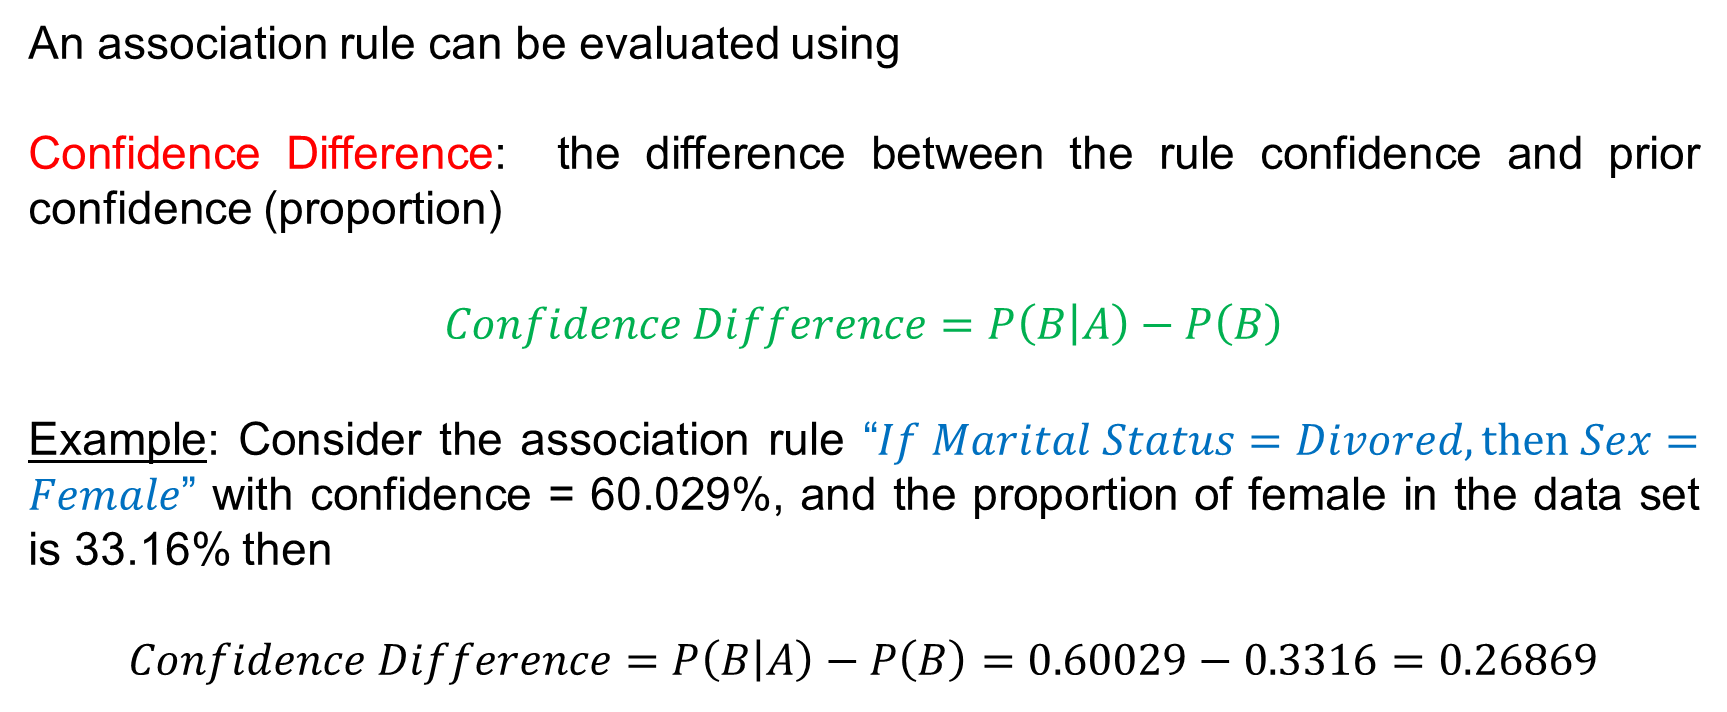 An association rule can be evaluated using
Confidence Difference: the difference between the rule confidence and prior
confidence (proportion)
Confidence Difference = P(B|A) − P(B)
Example: Consider the association rule “If Marital Status = Divored, then Sex =
Female” with confidence = 60.029%, and the proportion of female in the data set
is 33.16% then
Confidence Difference = P(B|A) − P(B) = 0.60029 − 0.3316 = 0.26869